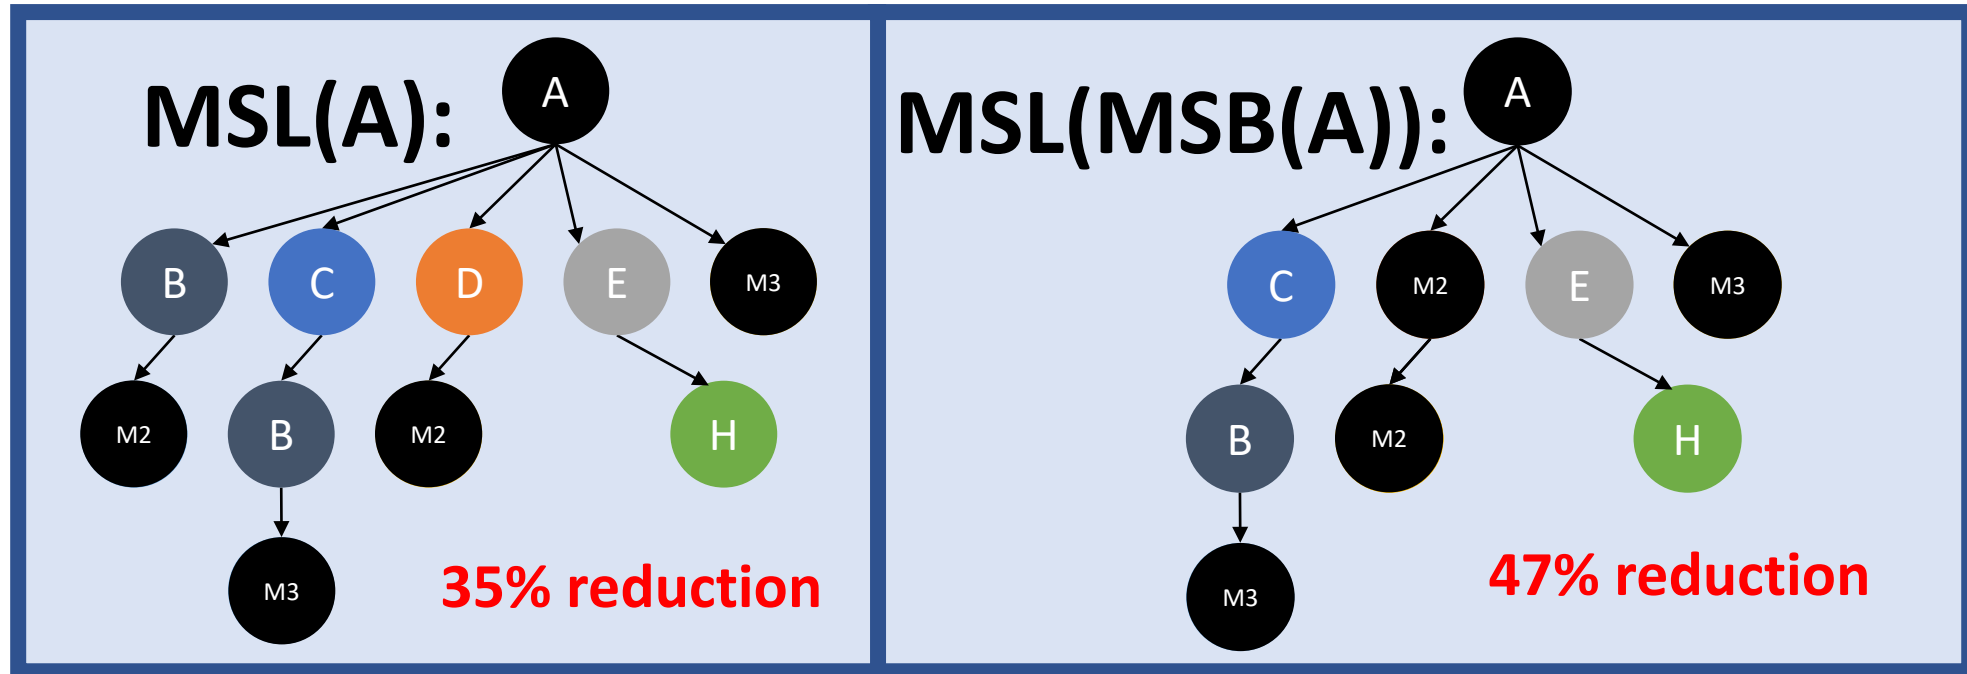 MSL(A):
A
B
C
D
E
M3
M2
B
M2
H
M3
35% reduction
MSL(MSB(A)):
A
C
M2
E
M3
B
M2
H
M3
47% reduction